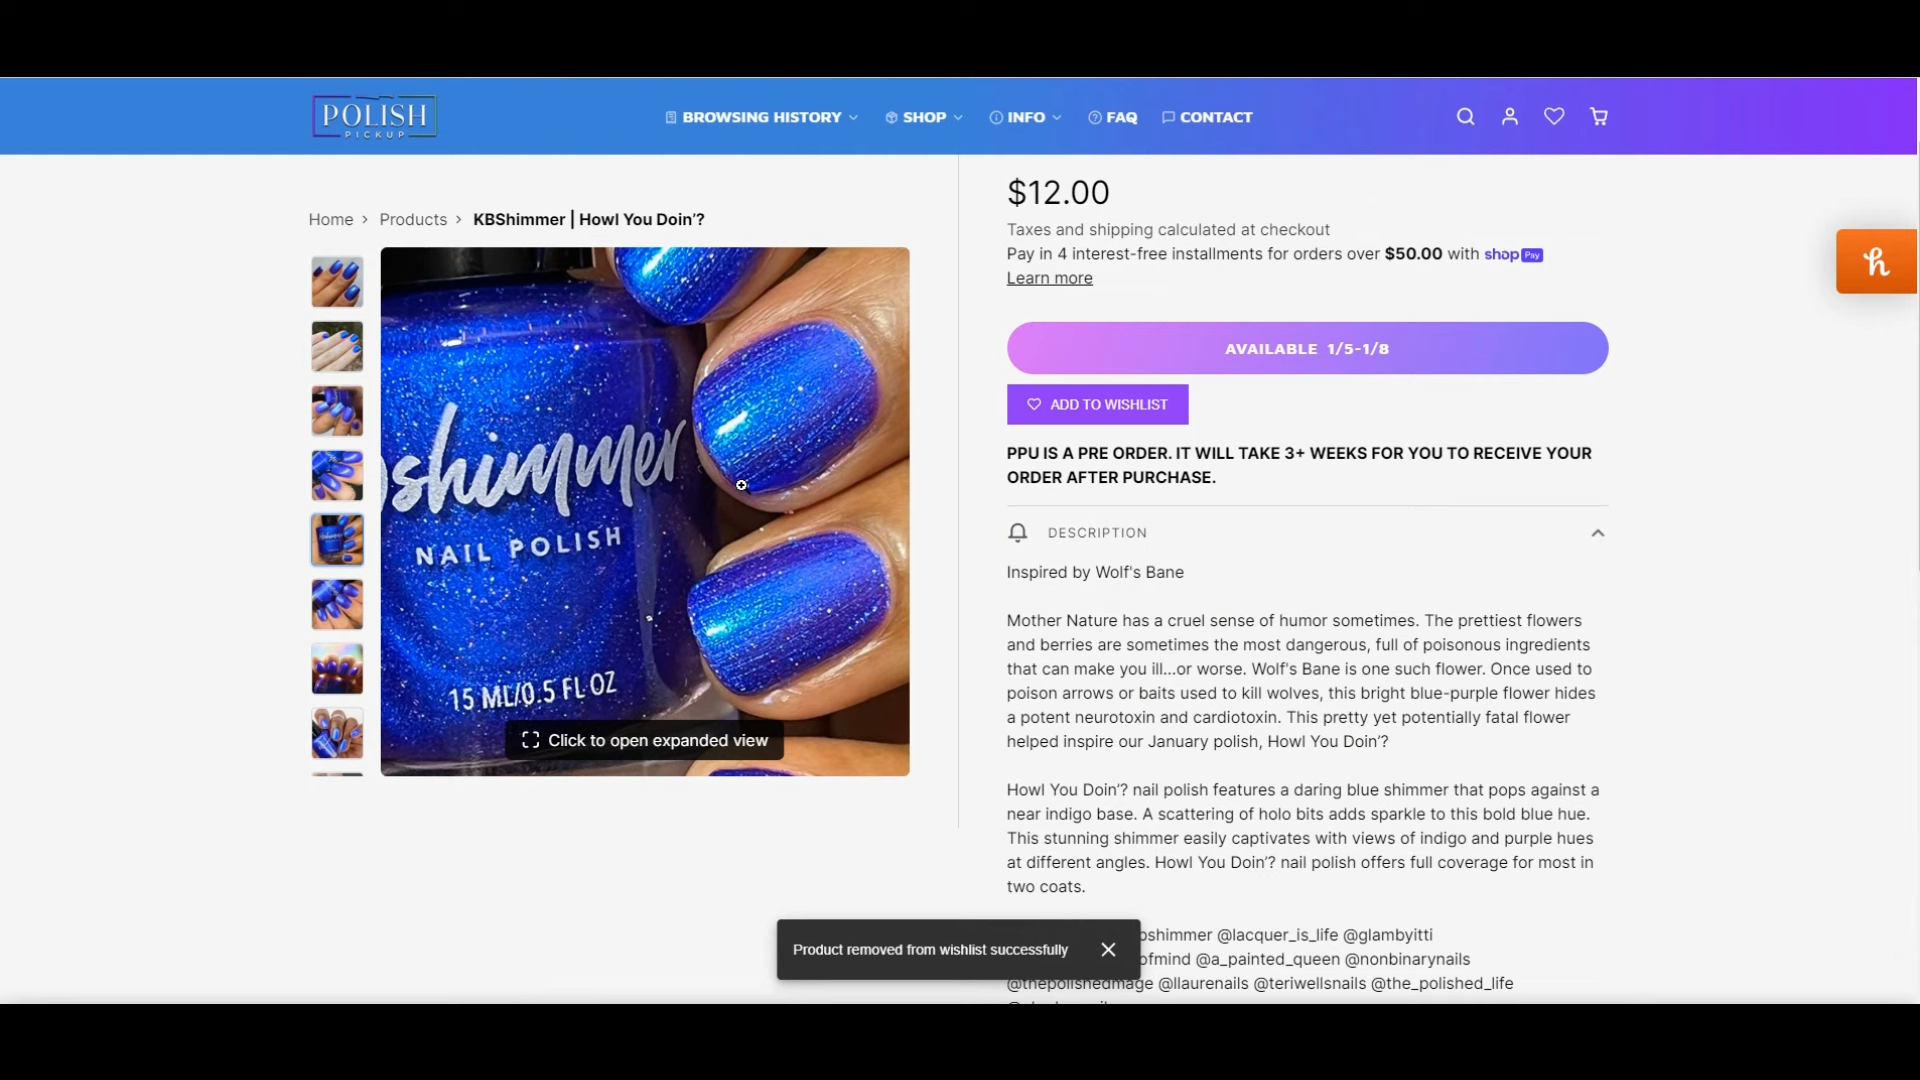 POLISH
PICKUP
BROWSING HISTORY
SHOP
INFO
FAQ
CONTACT
Home > Products > KBShimmer | Howl You Doin’?
shimmer
NAIL POLISH
15 ML/0.5 FL OZ
Click to open expanded view
$12.00
Taxes and shipping calculated at checkout
Pay in 4 interest-free installments for orders over $50.00 with shop Pay
Learn more
AVAILABLE 1/5-1/8
ADD TO WISHLIST
PPU IS A PRE ORDER. IT WILL TAKE 3+ WEEKS FOR YOU TO RECEIVE YOUR
ORDER AFTER PURCHASE.
DESCRIPTION
Inspired by Wolf's Bane
Mother Nature has a cruel sense of humor sometimes. The prettiest flowers
and berries are sometimes the most dangerous, full of poisonous ingredients
that can make you ill...or worse. Wolf's Bane is one such flower. Once used to
poison arrows or baits used to kill wolves, this bright blue-purple flower hides
a potent neurotoxin and cardiotoxin. This pretty yet potentially fatal flower
helped inspire our January polish, Howl You Doin’?
Howl You Doin’? nail polish features a daring blue shimmer that pops against a
near indigo base. A scattering of holo bits adds sparkle to this bold blue hue.
This stunning shimmer easily captivates with views of indigo and purple hues
at different angles. Howl You Doin’? nail polish offers full coverage for most in
two coats.
@lacquer_is_life @glambyitti
@a_painted_queen @nonbinarynails
@thepolishedmage @llaurenails @teriwellsnails @the_polished_life
Product removed from wishlist successfully
h